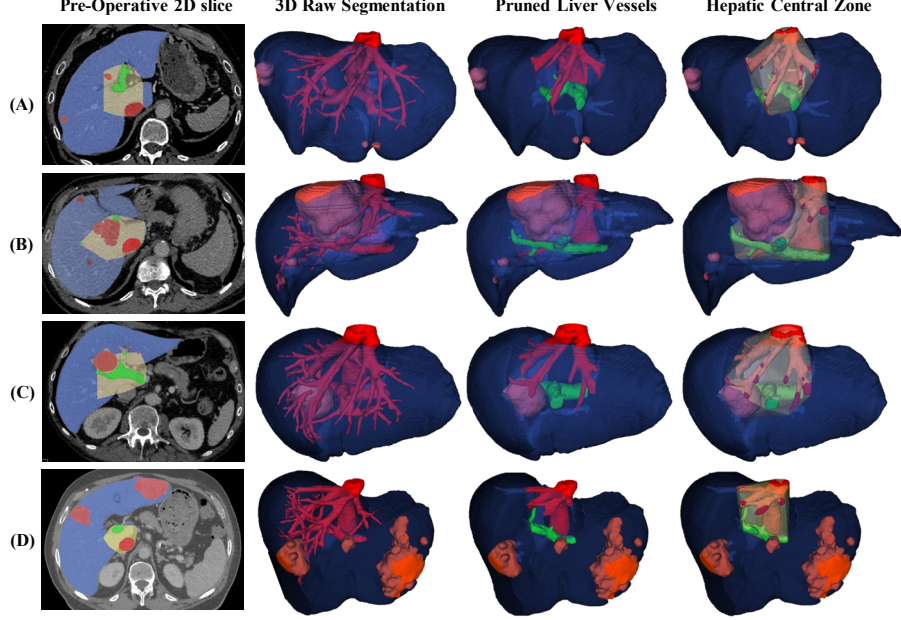 Pre-Operative 2D slice 3D Raw Segmentation Pruned Liver Vessels Hepatic Central Zone
(A)
(B)
(C)
(D)